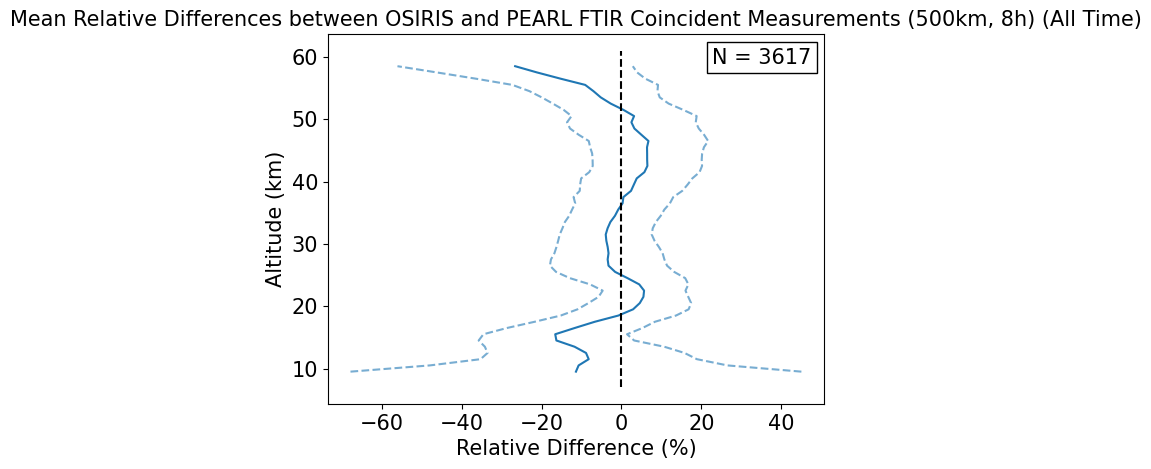 Mean Relative Differences between OSIRIS and PEARL FTIR Coincident Measurements (500km, 8h) (All Time)
N = 3617
60
50
40
30
20
10
Altitude (km)
−60 −40 −20 0 20 40
Relative Difference (%)